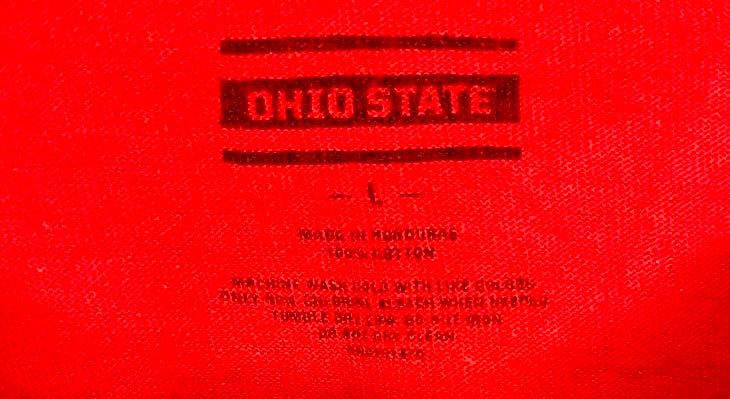 OHIO STATE
- L -
MADE IN HONDURAS
100% COTTON
MACHINE WASH COLD WITH LIKE COLORS
ONLY NON CHLORINE BLEACH WHEN NEEDED
TUMBLE DRY LOW. DO NOT IRON
DO NOT DRY CLEAN